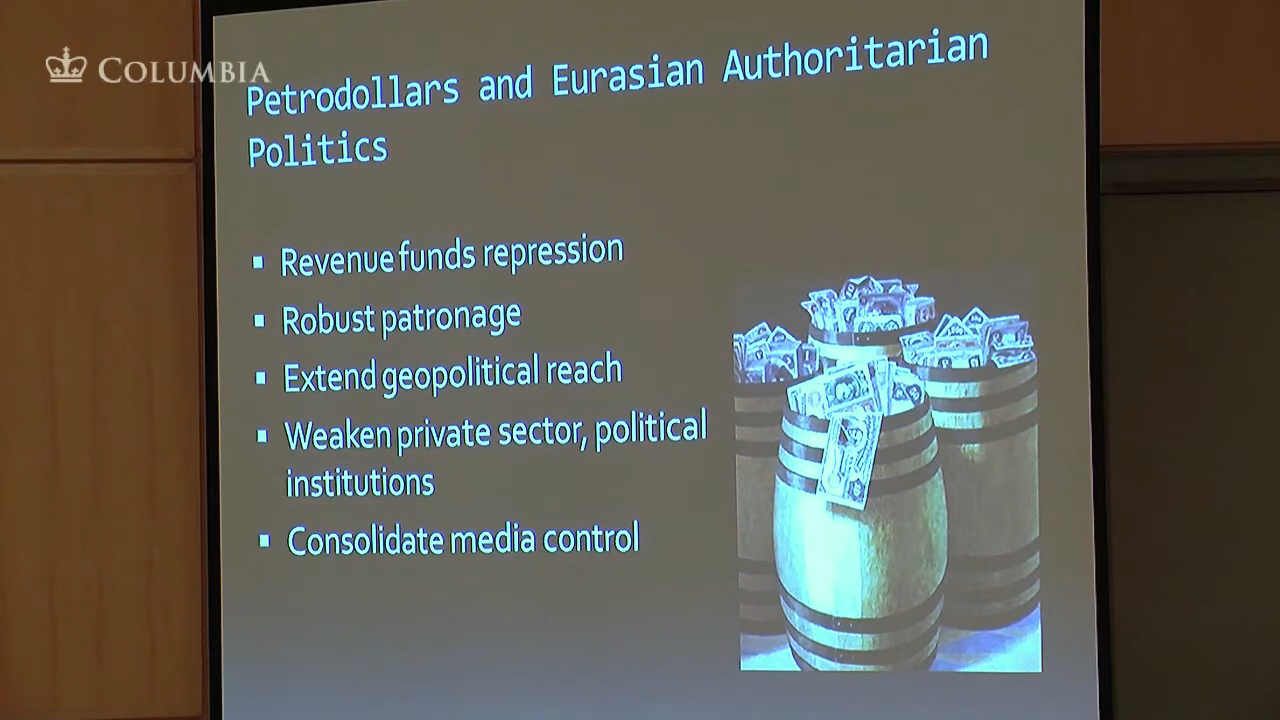 COLUMBIA
Petrodollars and Eurasian Authoritarian
Politics
▪ Revenue funds repression
▪ Robust patronage
▪ Extend geopolitical reach
▪ Weaken private sector, political
institutions
▪ Consolidate media control